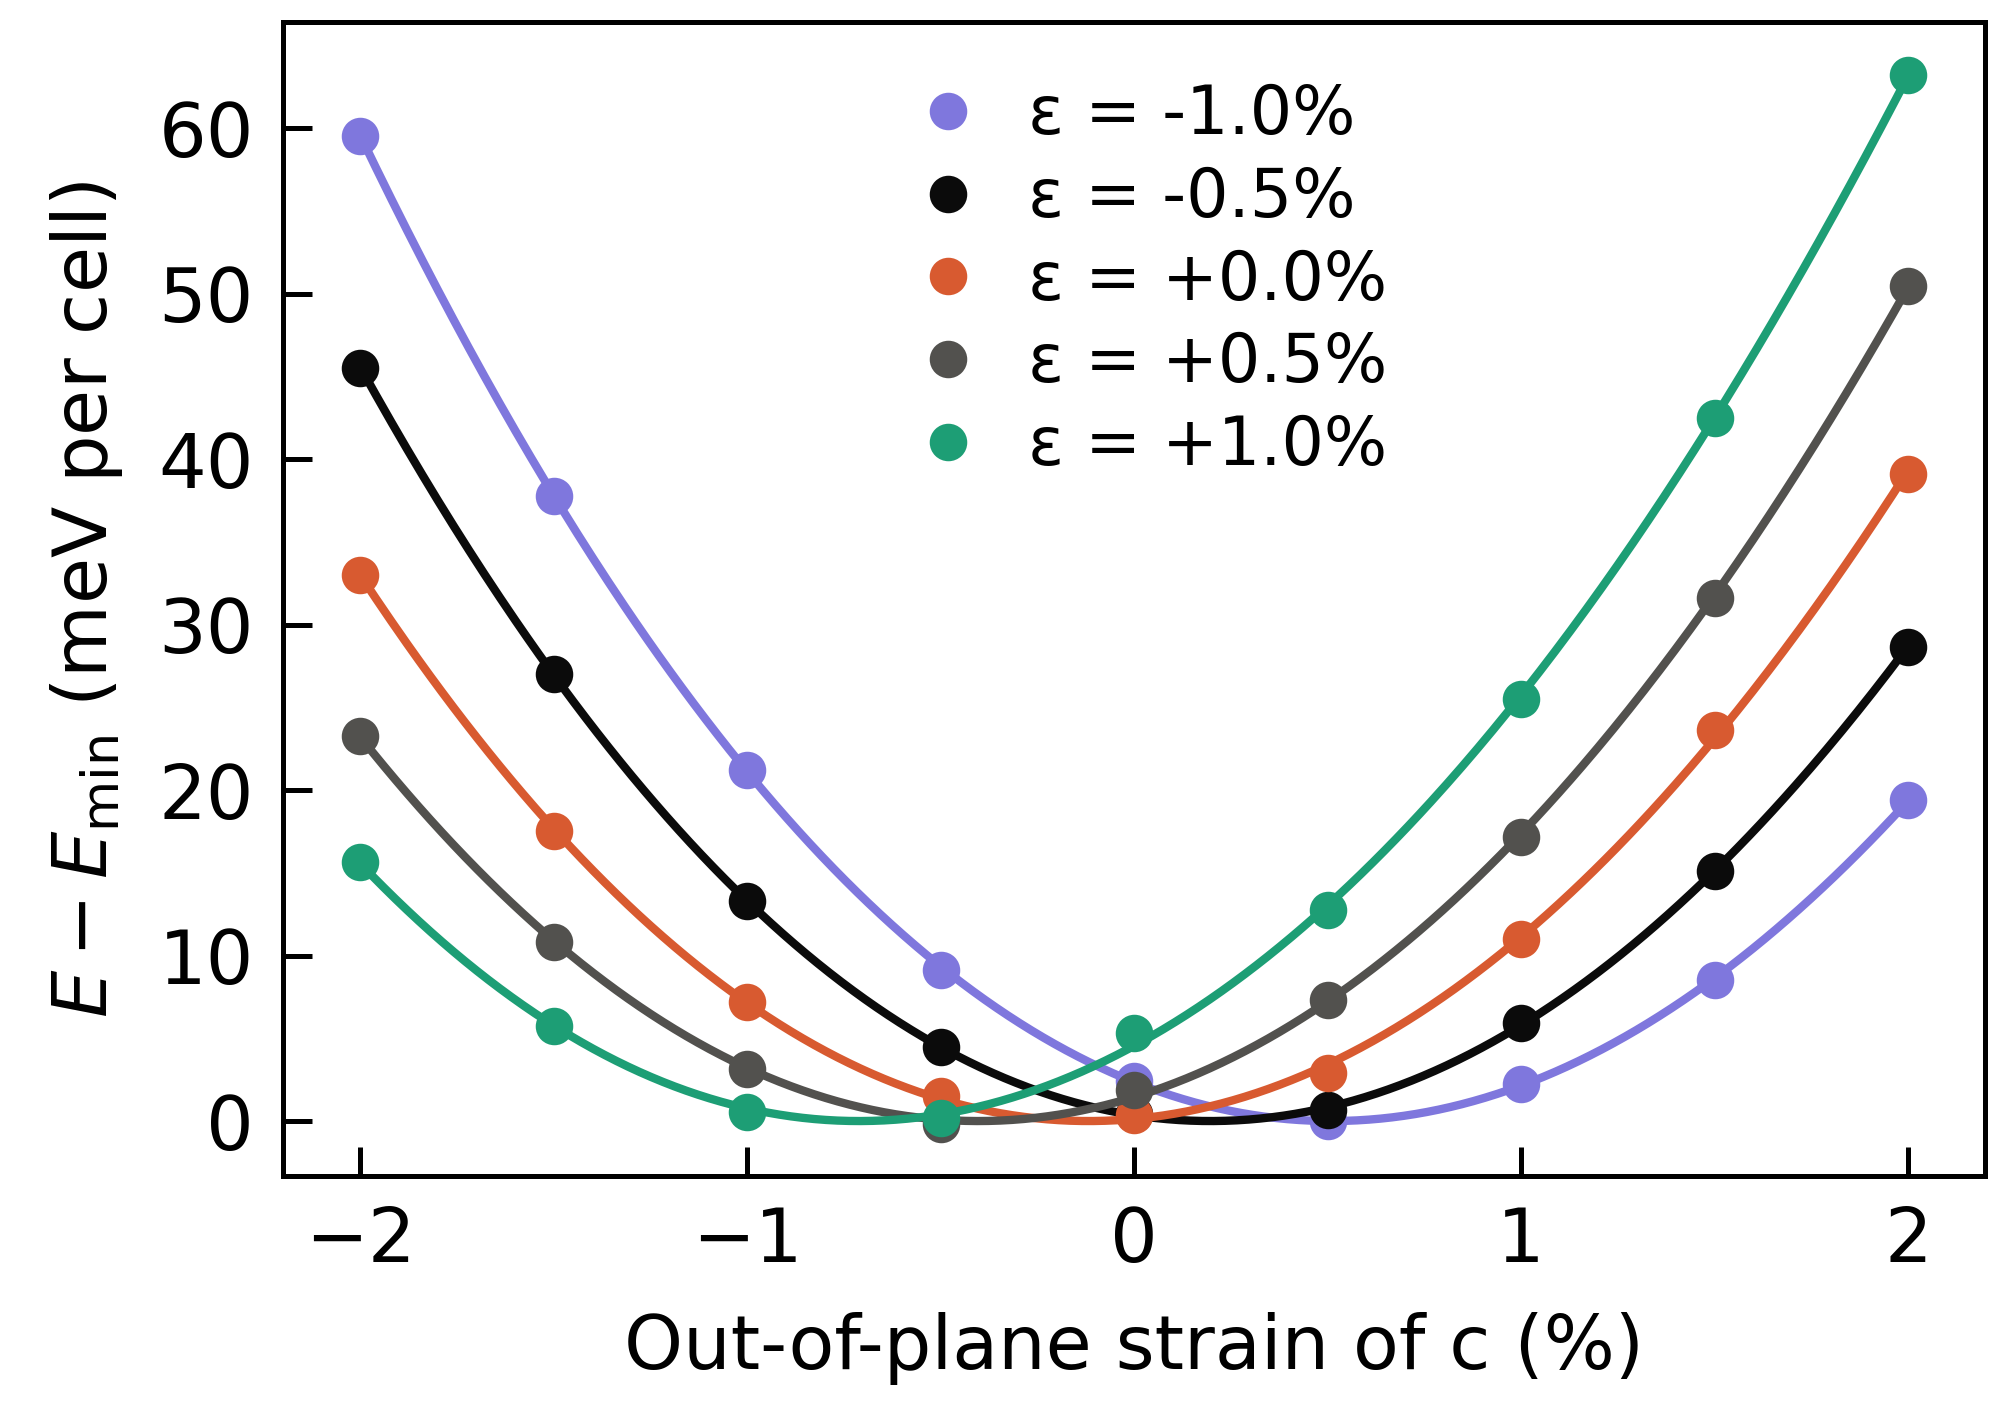 60
50
40
30
20
10
0
E − Emin (meV per cell)
ε = -1.0%
ε = -0.5%
ε = +0.0%
ε = +0.5%
ε = +1.0%
−2 −1 0 1 2
Out-of-plane strain of c (%)